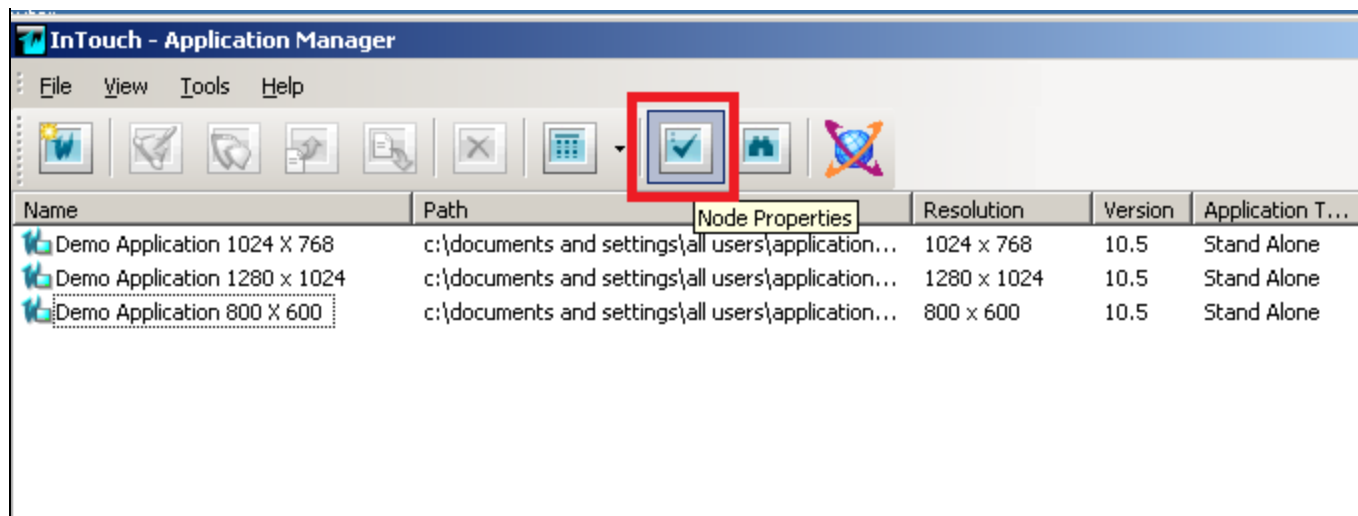 InTouch - Application Manager
File View Tools Help
Name Path Resolution Version Application T...
Node Properties
Demo Application 1024 X 768 c:\documents and settings\all users\application... 1024 x 768 10.5 Stand Alone
Demo Application 1280 x 1024 c:\documents and settings\all users\application... 1280 x 1024 10.5 Stand Alone
Demo Application 800 X 600 c:\documents and settings\all users\application... 800 x 600 10.5 Stand Alone